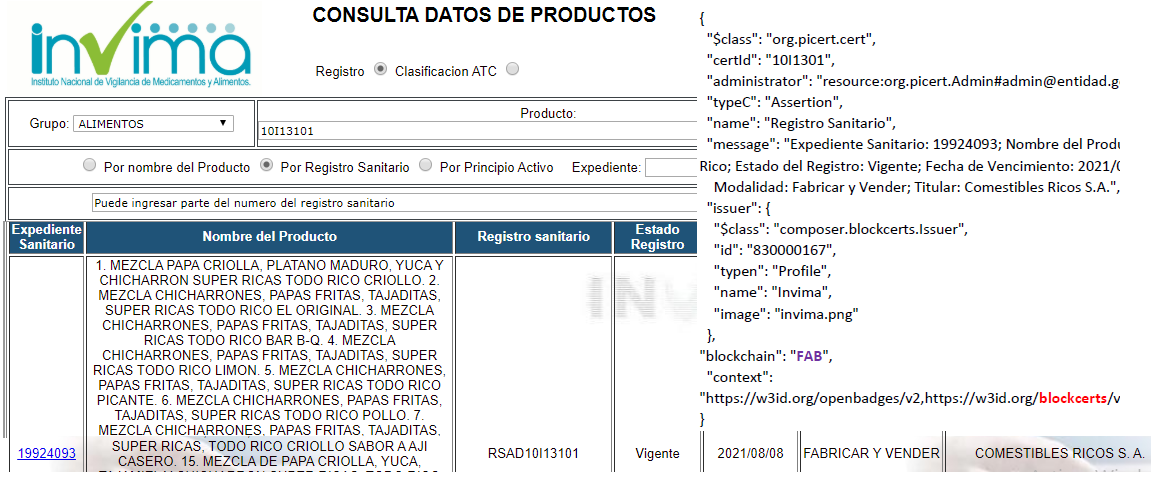 invima
Instituto Nacional de Vigilancia de Medicamentos y Alimentos.
CONSULTA DATOS DE PRODUCTOS
Registro Clasificacion ATC
Grupo: ALIMENTOS
Producto:
10I13101
Por nombre del Producto Por Registro Sanitario Por Principio Activo Expediente:
Puede ingresar parte del numero del registro sanitario
Expediente Sanitario
Nombre del Producto
Registro sanitario
Estado Registro
1. MEZCLA PAPA CRIOLLA, PLATANO MADURO, YUCA Y
CHICHARRON SUPER RICAS TODO RICO CRIOLLO. 2.
MEZCLA CHICHARRONES, PAPAS FRITAS, TAJADITAS,
SUPER RICAS TODO RICO EL ORIGINAL. 3. MEZCLA
CHICHARRONES, PAPAS FRITAS, TAJADITAS, SUPER
RICAS TODO RICO BAR B-Q. 4. MEZCLA
CHICHARRONES, PAPAS FRITAS, TAJADITAS, SUPER
RICAS TODO RICO LIMON. 5. MEZCLA CHICHARRONES,
PAPAS FRITAS, TAJADITAS, SUPER RICAS TODO RICO
PICANTE. 6. MEZCLA CHICHARRONES, PAPAS FRITAS,
TAJADITAS, SUPER RICAS TODO RICO POLLO. 7.
MEZCLA CHICHARRONES, PAPAS FRITAS, TAJADITAS,
SUPER RICAS, TODO RICO CRIOLLO SABOR A AJI
CASERO. 15. MEZCLA DE PAPA CRIOLLA, YUCA,
19924093
RSAD10I13101
Vigente
2021/08/08
FABRICAR Y VENDER
COMESTIBLES RICOS S. A.
{
"$class": "org.picert.cert",
"certId": "10I1301",
"administrator": "resource:org.picert.Admin#admin@entidad.g
"typeC": "Assertion",
"name": "Registro Sanitario",
"message": "Expediente Sanitario: 19924093; Nombre del Produ
Rico; Estado del Registro: Vigente; Fecha de Vencimiento: 2021/0
Modalidad: Fabricar y Vender; Titular: Comestibles Ricos S.A.",
"issuer": {
"$class": "composer.blockcerts.Issuer",
"id": "830000167",
"typen": "Profile",
"name": "Invima",
"image": "invima.png"
},
"blockchain": "FAB",
"context":
"https://w3id.org/openbadges/v2,https://w3id.org/blockcerts/v
}